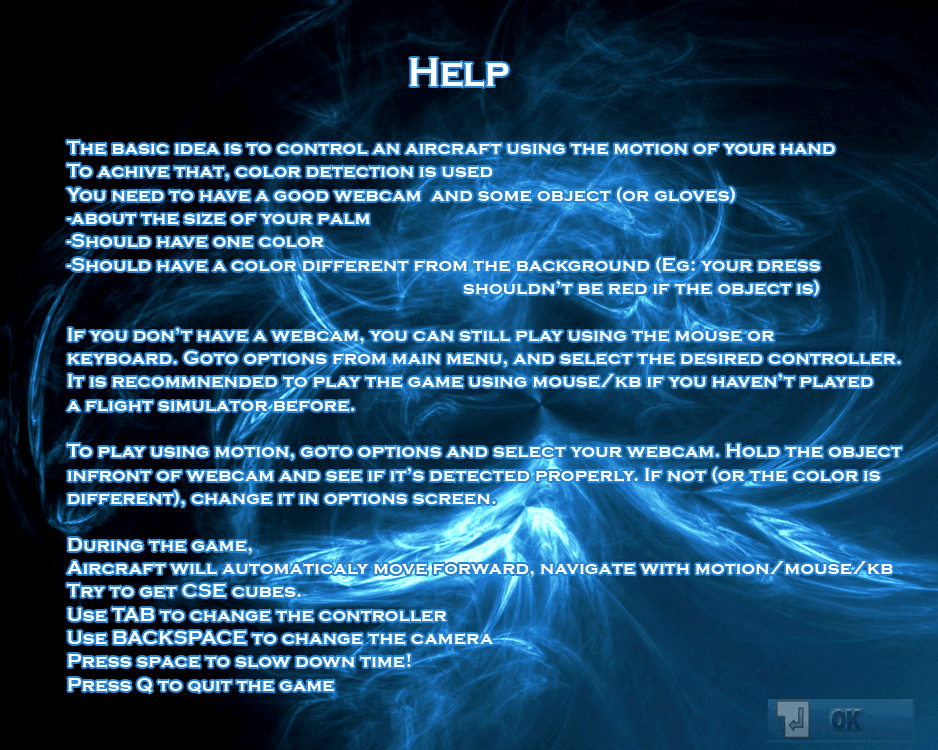 Help
The basic idea is to control an aircraft using the motion of your hand
To achive that, color detection is used
You need to have a good webcam and some object (or gloves)
-about the size of your palm
-Should have one color
-Should have a color different from the background (Eg: your dress
shouldn't be red if the object is)
If you don't have a webcam, you can still play using the mouse or
keyboard. Goto options from main menu, and select the desired controller.
It is recommnended to play the game using mouse/kb if you haven't played
a flight simulator before.
To play using motion, goto options and select your webcam. Hold the object
infront of webcam and see if it's detected properly. If not (or the color is
different), change it in options screen.
During the game,
Aircraft will automaticaly move forward, navigate with motion/mouse/kb
Try to get CSE cubes.
Use TAB to change the controller
Use BACKSPACE to change the camera
Press space to slow down time!
Press Q to quit the game
OK